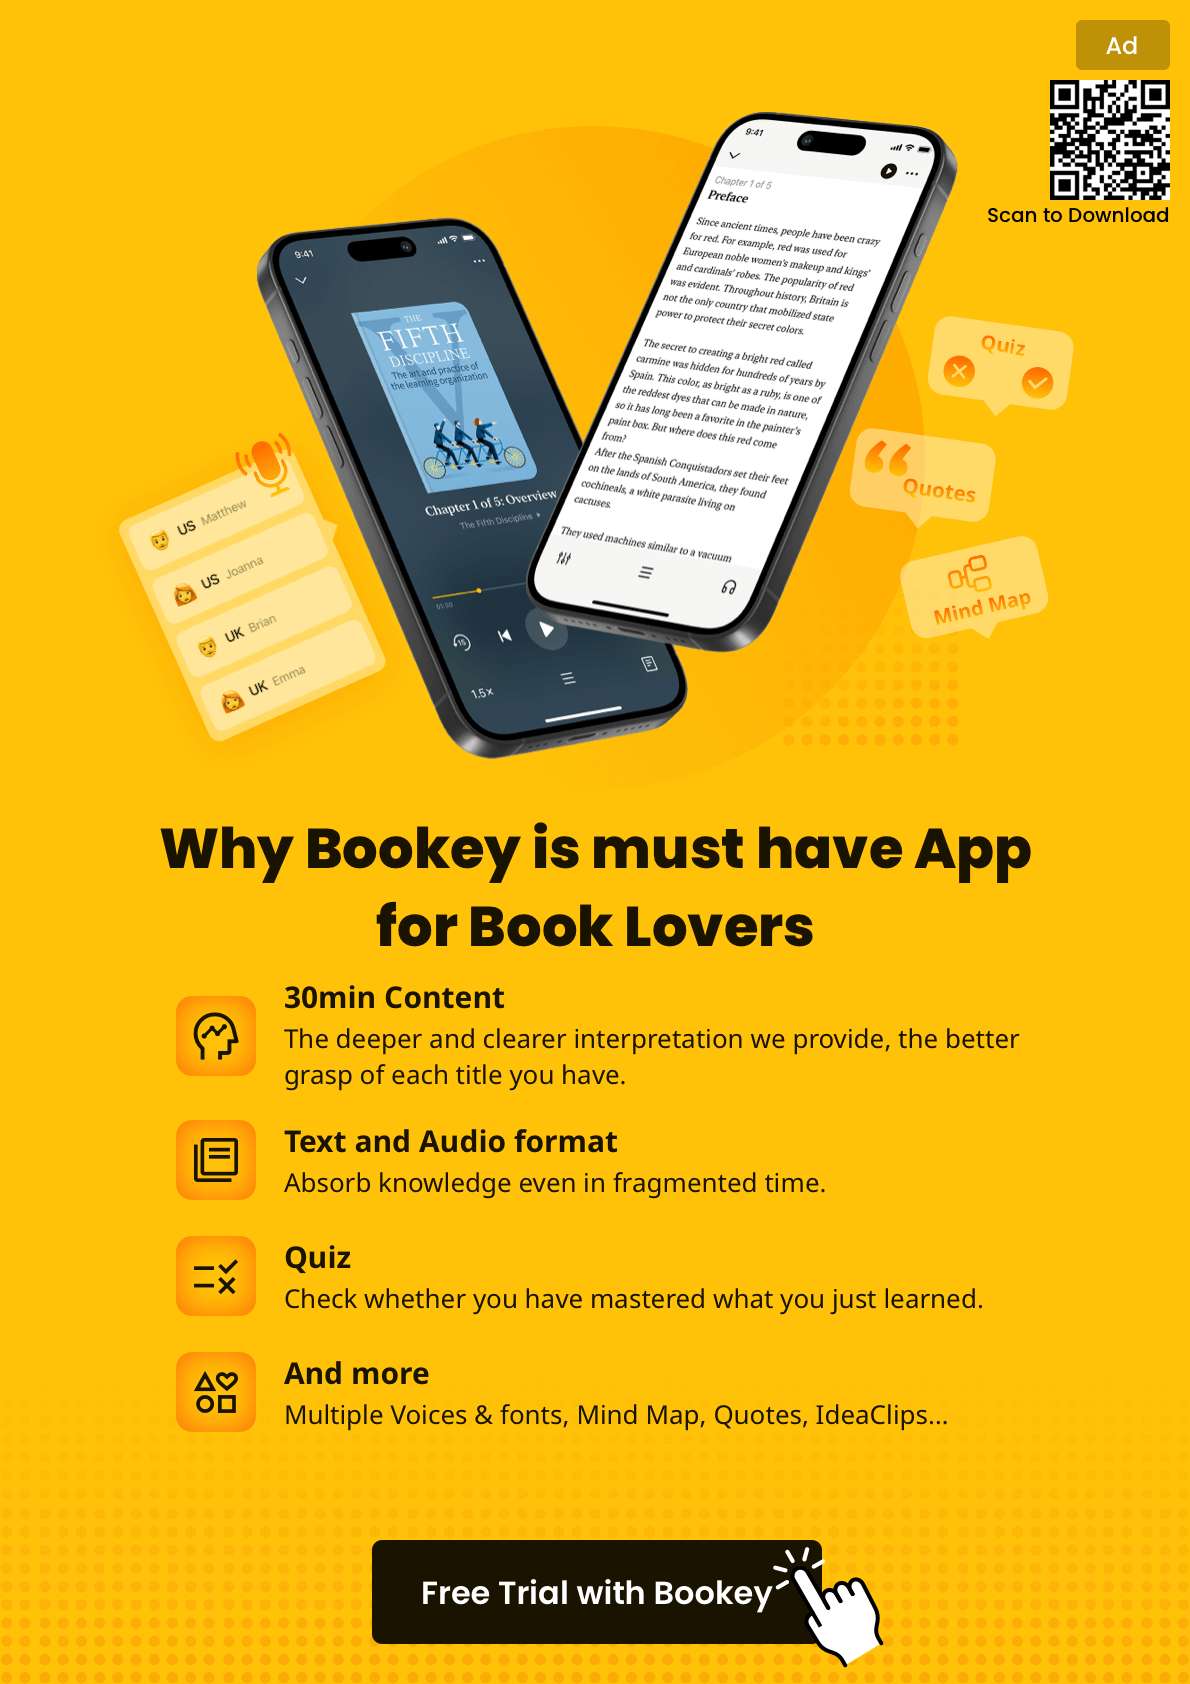 Ad
Scan to Download
9:41
Chapter 1 of 5
Preface
Since ancient times, people have been crazy
for red. For example, red was used for
European noble women's makeup and kings'
and cardinals' robes. The popularity of red
was evident. Throughout history, Britain is
not the only country that mobilized state
power to protect their secret colors.
The secret to creating a bright red called
carmine was hidden for hundreds of years by
Spain. This color, as bright as a ruby, is one of
the reddest dyes that can be made in nature,
so it has long been a favorite in the painter's
paint box. But where does this red come
from?
After the Spanish Conquistadors set their feet
on the lands of South America, they found
cochineals, a white parasite living on
cactuses.
They used machines similar to a vacuum
9:41
THE
FIFTH
DISCIPLINE
The art and practice of
the learning organization
Chapter 1 of 5: Overview
The Fifth Discipline
01:00
15
1.5×
US Matthew
US Joanna
UK Brian
UK Emma
Quiz
Quotes
Mind Map
Why Bookey is must have App
for Book Lovers
30min Content
The deeper and clearer interpretation we provide, the better
grasp of each title you have.
Text and Audio format
Absorb knowledge even in fragmented time.
Quiz
Check whether you have mastered what you just learned.
And more
Multiple Voices & fonts, Mind Map, Quotes, IdeaClips...
Free Trial with Bookey